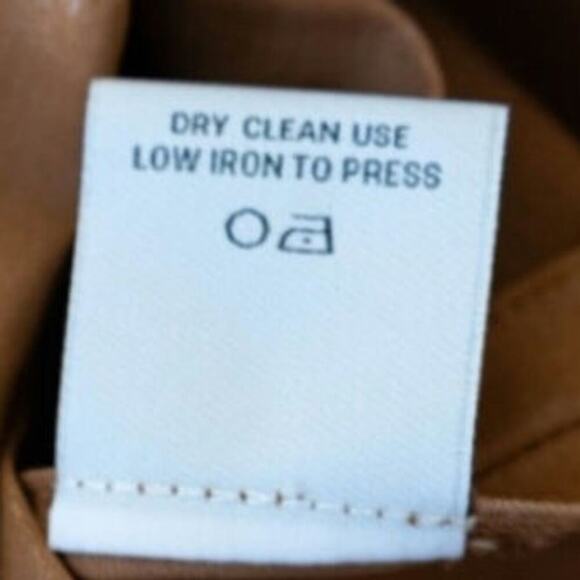 DRY CLEAN USE
LOW IRON TO PRESS